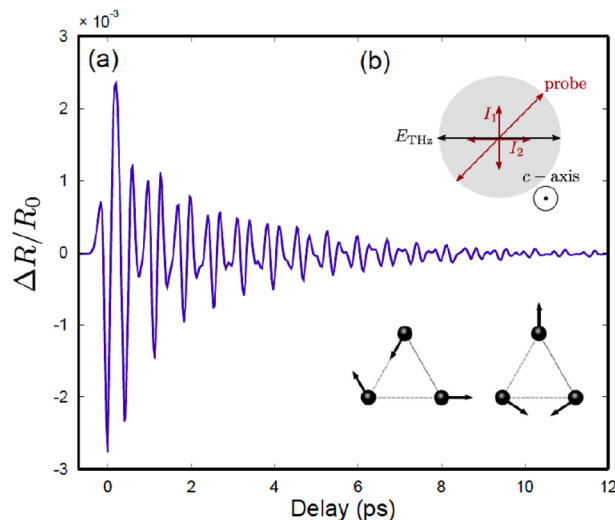 × 10⁻³
3
2
1
0
-1
-2
-3
ΔR/R₀
(a)
(b)
probe
I₁
E_THz
I₂
c − axis
0
2
4
6
8
10
12
Delay (ps)